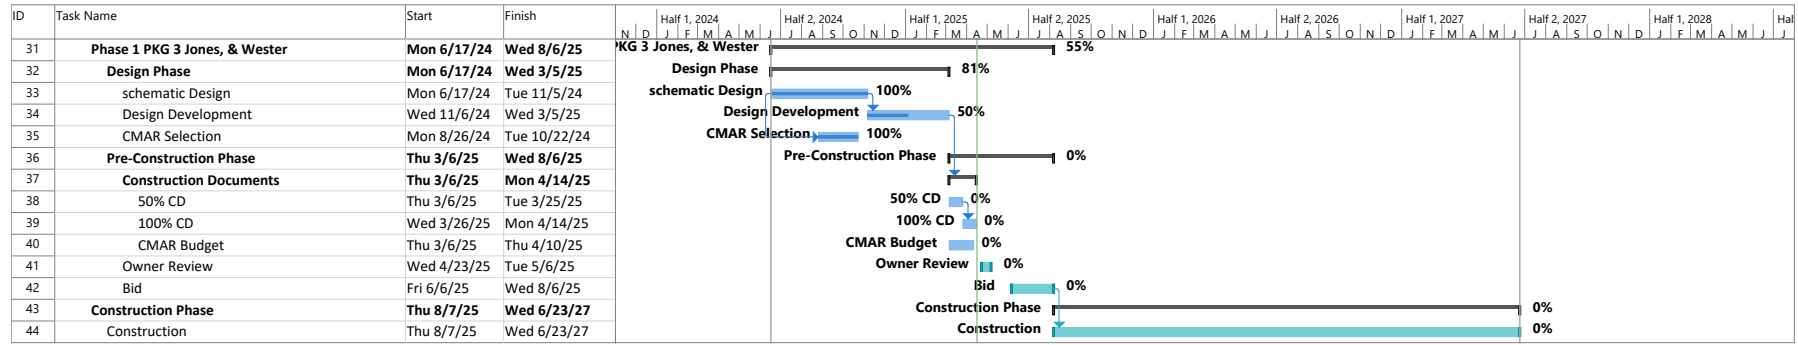 ID Task Name Start Finish Half 1, 2024 Half 2, 2024 Half 1, 2025 Half 2, 2025 Half 1, 2026 Half 2, 2026 Half 1, 2027 Half 2, 2027 Half 1, 2028 Hal
N D J F M A M J J A S O N D J F M A M J J A S O N D J F M A M J J A S O N D J F M A M J J A S O N D J F M A M J J
31 Phase 1 PKG 3 Jones, & Wester Mon 6/17/24 Wed 8/6/25 PKG 3 Jones, & Wester 55%
32 Design Phase Mon 6/17/24 Wed 3/5/25 Design Phase 81%
33 schematic Design Mon 6/17/24 Tue 11/5/24 schematic Design 100%
34 Design Development Wed 11/6/24 Wed 3/5/25 Design Development 50%
35 CMAR Selection Mon 8/26/24 Tue 10/22/24 CMAR Selection 100%
36 Pre-Construction Phase Thu 3/6/25 Wed 8/6/25 Pre-Construction Phase 0%
37 Construction Documents Thu 3/6/25 Mon 4/14/25
38 50% CD Thu 3/6/25 Tue 3/25/25 50% CD 0%
39 100% CD Wed 3/26/25 Mon 4/14/25 100% CD 0%
40 CMAR Budget Thu 3/6/25 Thu 4/10/25 CMAR Budget 0%
41 Owner Review Wed 4/23/25 Tue 5/6/25 Owner Review 0%
42 Bid Fri 6/6/25 Wed 8/6/25 Bid 0%
43 Construction Phase Thu 8/7/25 Wed 6/23/27 Construction Phase 0%
44 Construction Thu 8/7/25 Wed 6/23/27 Construction 0%